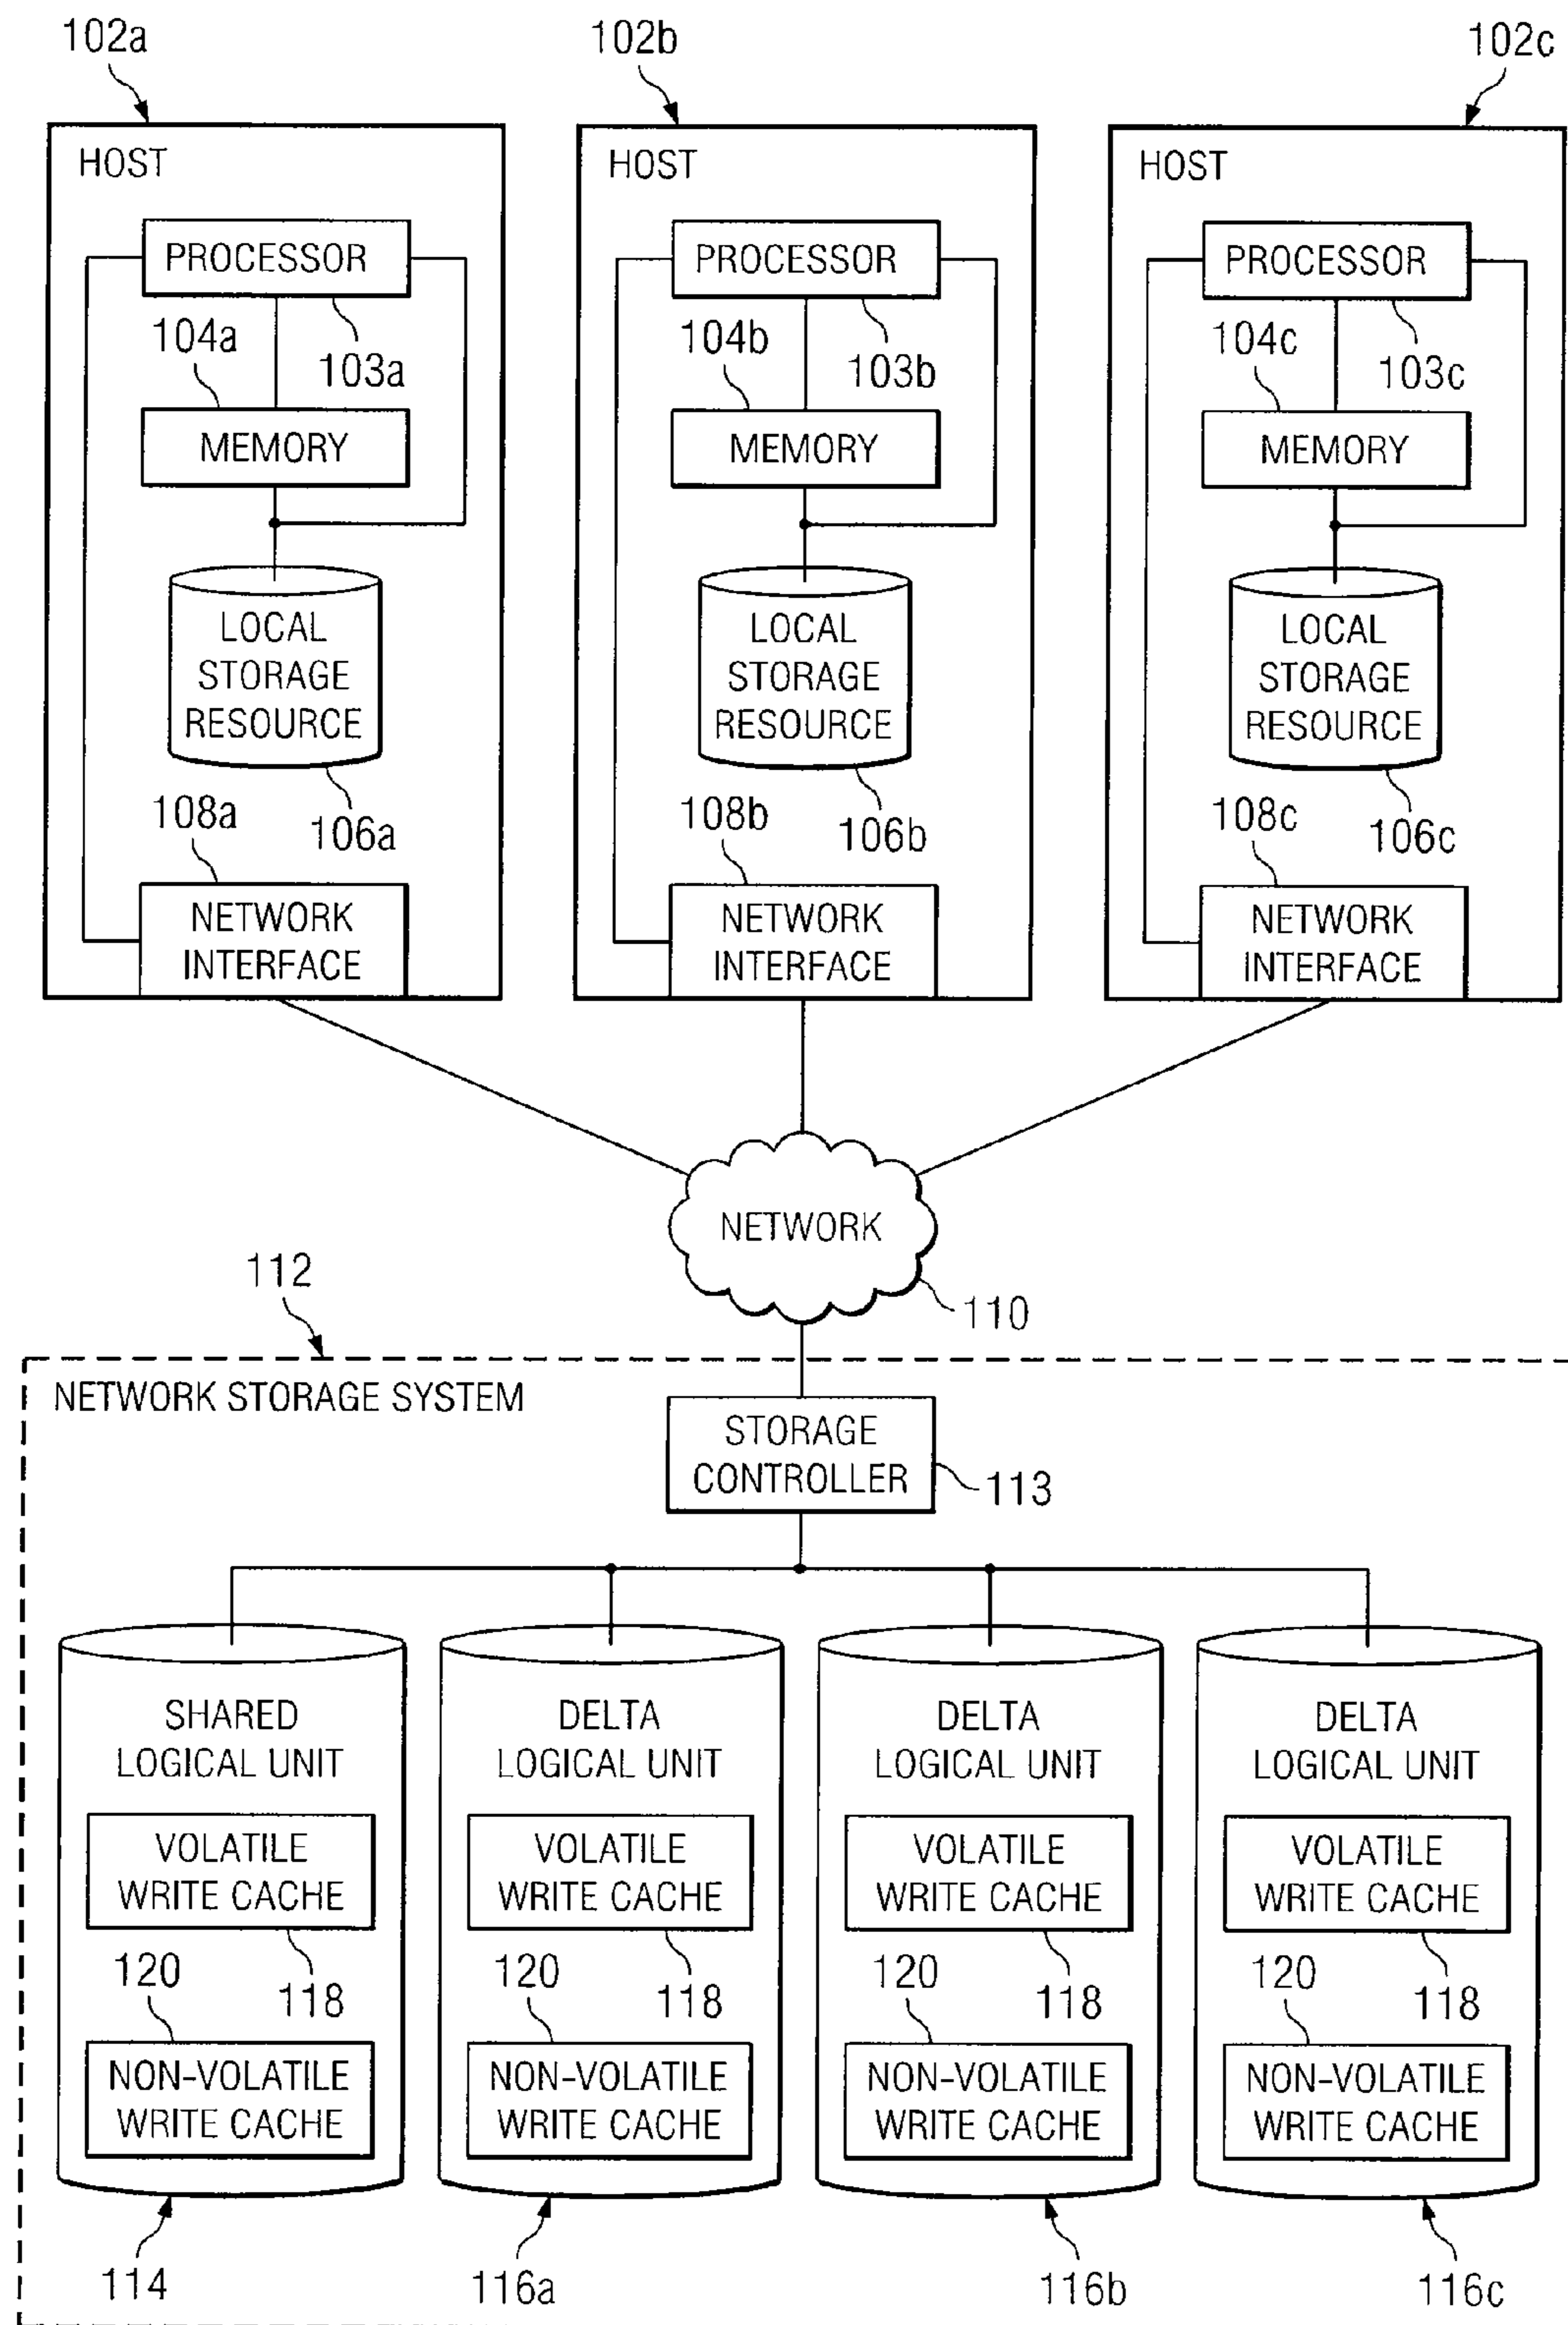 102a
102b
102c
HOST
HOST
HOST
PROCESSOR
PROCESSOR
PROCESSOR
104a
103a
104b
103b
104c
103c
MEMORY
MEMORY
MEMORY
LOCAL
STORAGE
RESOURCE
LOCAL
STORAGE
RESOURCE
LOCAL
STORAGE
RESOURCE
108a
106a
108b
106b
108c
106c
NETWORK
INTERFACE
NETWORK
INTERFACE
NETWORK
INTERFACE
NETWORK
110
112
NETWORK STORAGE SYSTEM
STORAGE
CONTROLLER
113
SHARED
LOGICAL UNIT
DELTA
LOGICAL UNIT
DELTA
LOGICAL UNIT
DELTA
LOGICAL UNIT
VOLATILE
WRITE CACHE
VOLATILE
WRITE CACHE
VOLATILE
WRITE CACHE
VOLATILE
WRITE CACHE
120
118
120
118
120
118
120
118
NON-VOLATILE
WRITE CACHE
NON-VOLATILE
WRITE CACHE
NON-VOLATILE
WRITE CACHE
NON-VOLATILE
WRITE CACHE
114
116a
116b
116c